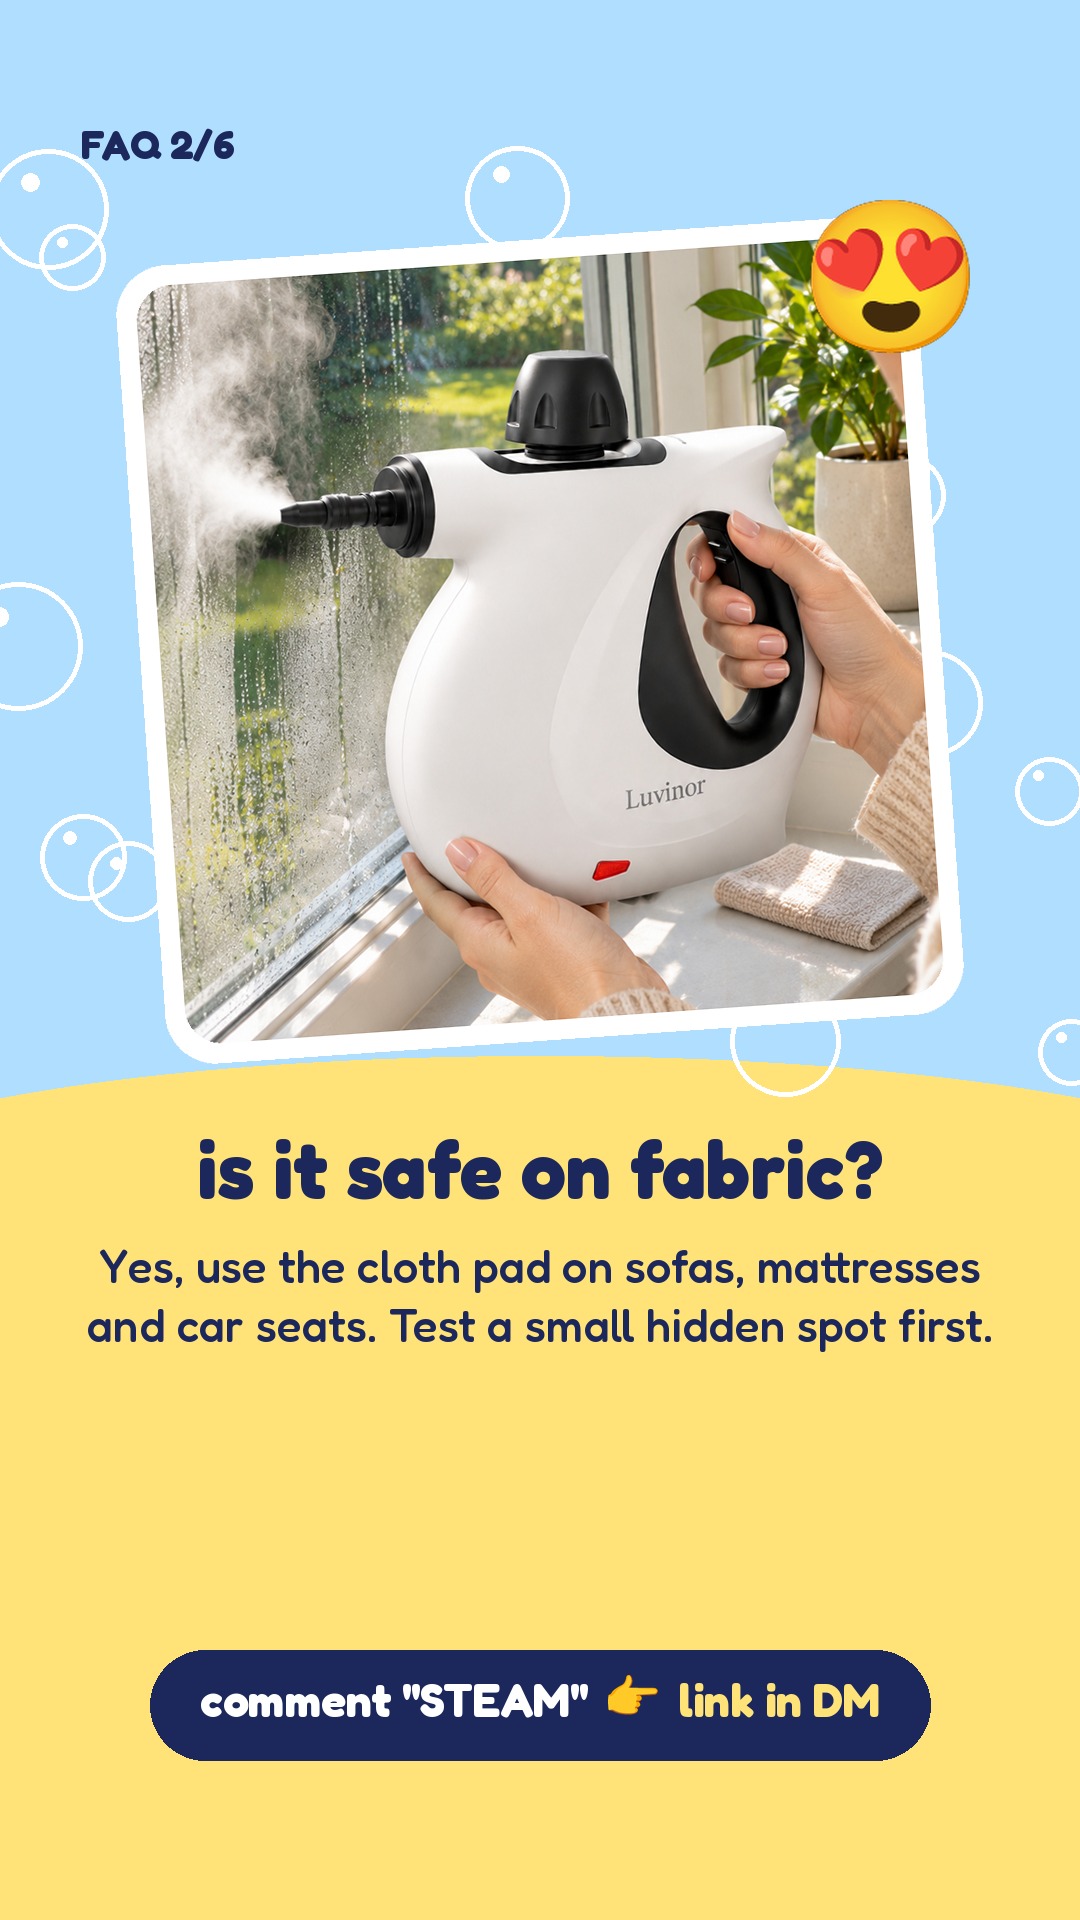 FAQ 2/6
Luvinor
is it safe on fabric?
Yes, use the cloth pad on sofas, mattresses
and car seats. Test a small hidden spot first.
comment "STEAM" 👉 link in DM